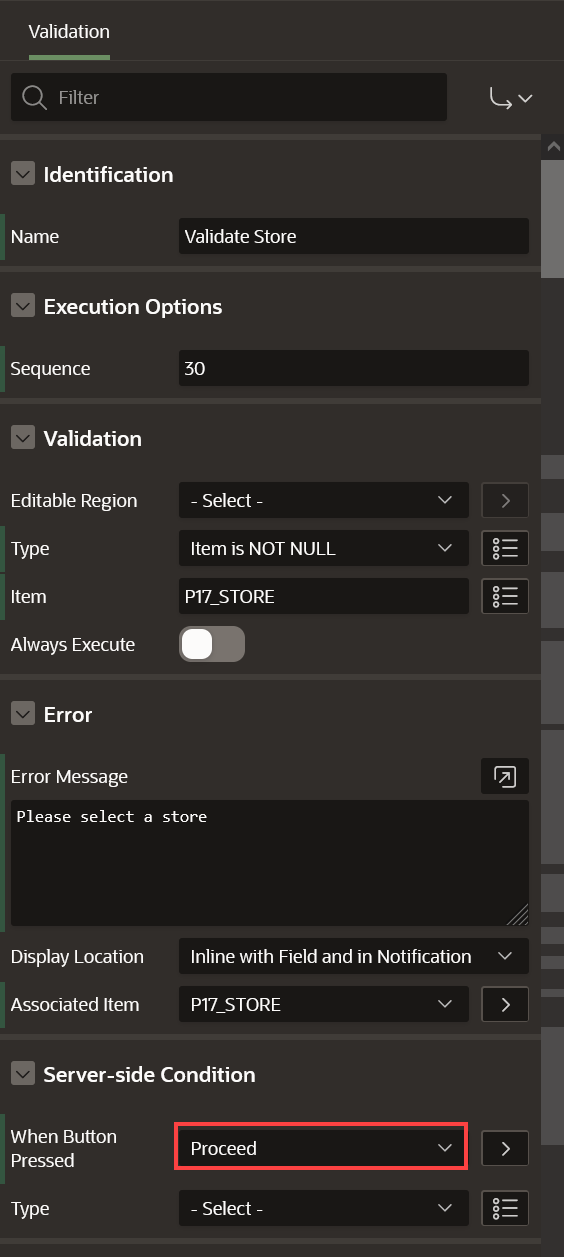 Validation
Filter
Identification
Name Validate Store
Execution Options
Sequence 30
Validation
Editable Region - Select -
Type Item is NOT NULL
Item P17_STORE
Always Execute
Error
Error Message
Please select a store
Display Location Inline with Field and in Notification
Associated Item P17_STORE
Server-side Condition
When Button
Pressed Proceed
Type - Select -